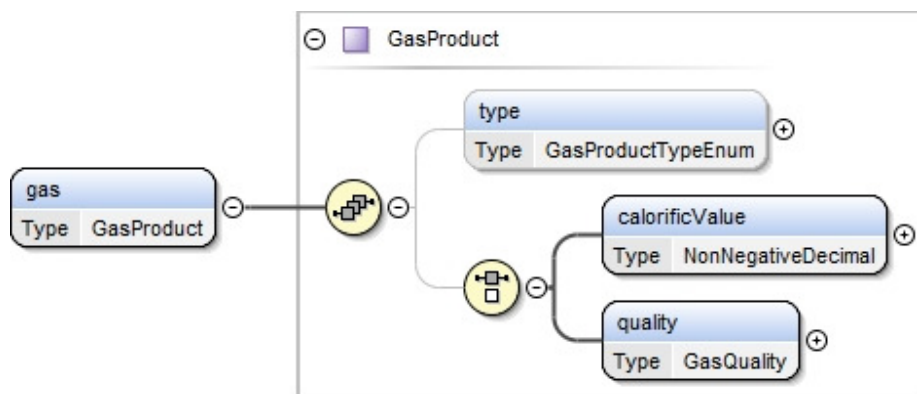 GasProduct
type
Type GasProductTypeEnum
gas
Type GasProduct
calorificValue
Type NonNegativeDecimal
quality
Type GasQuality